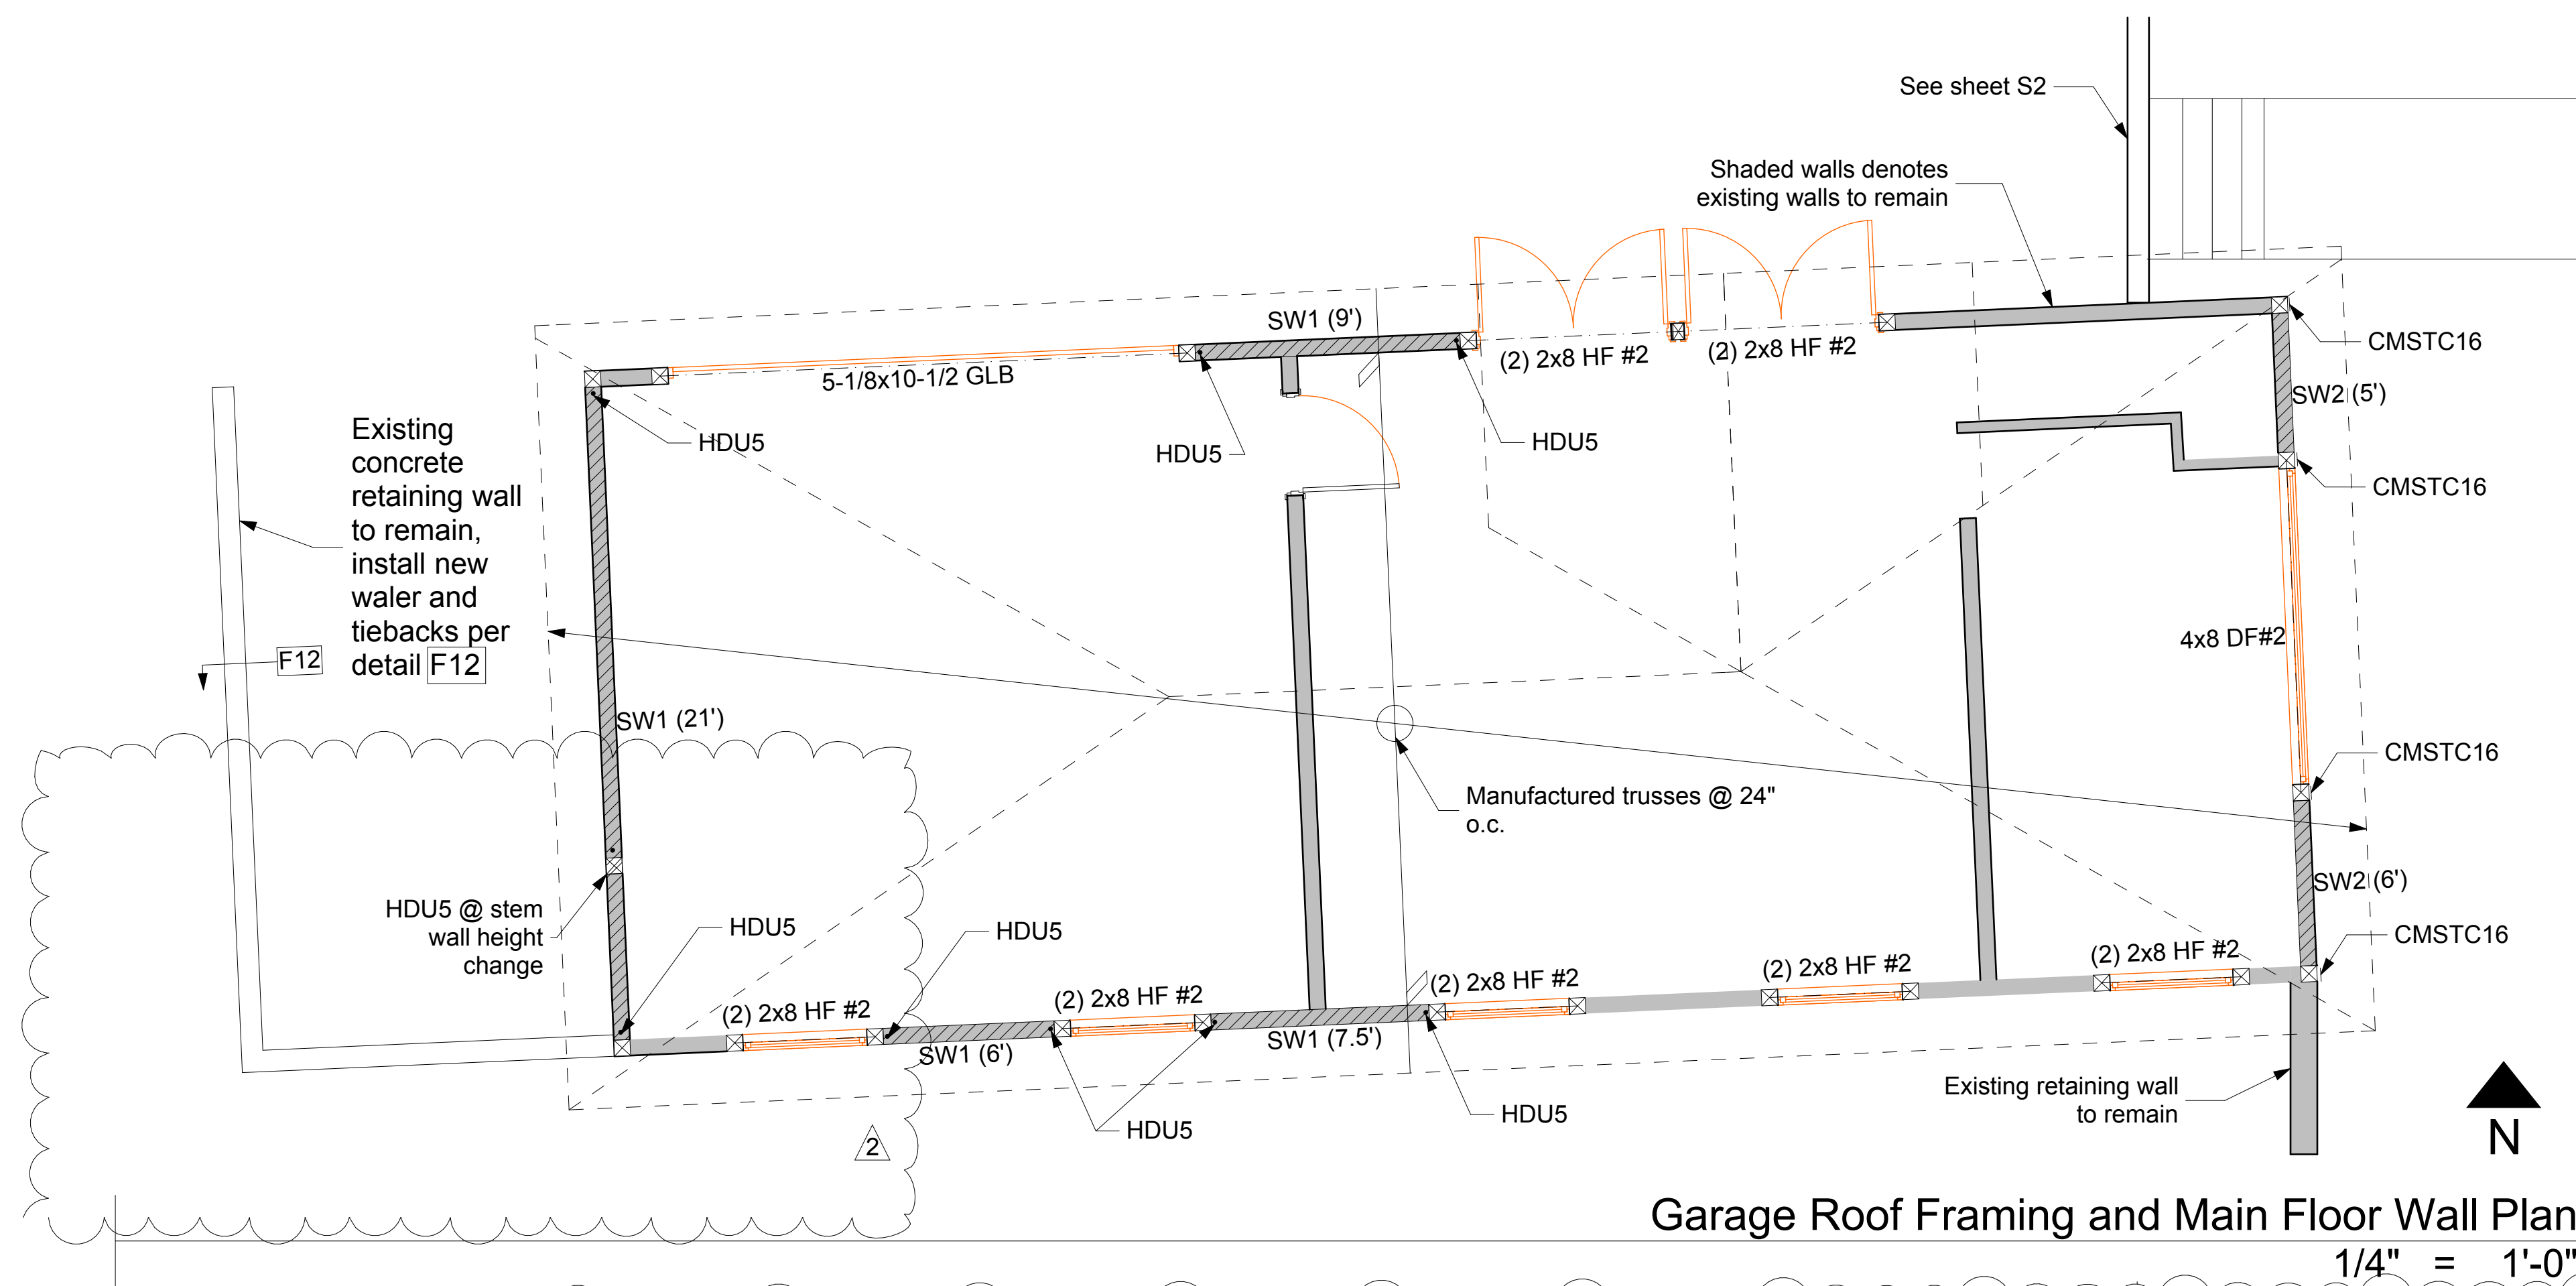 See sheet S2
Shaded walls denotes
existing walls to remain
SW1 (9')
CMSTC16
5-1/8x10-1/2 GLB
(2) 2x8 HF #2
(2) 2x8 HF #2
SW2 (5')
Existing
concrete
retaining wall
to remain,
install new
waler and
tiebacks per
detail F12
HDU5
HDU5
HDU5
CMSTC16
F12
4x8 DF#2
SW1 (21')
CMSTC16
Manufactured trusses @ 24"
o.c.
SW2 (6')
HDU5 @ stem
wall height
change
HDU5
HDU5
CMSTC16
(2) 2x8 HF #2
(2) 2x8 HF #2
(2) 2x8 HF #2
(2) 2x8 HF #2
(2) 2x8 HF #2
SW1 (6')
SW1 (7.5')
HDU5
HDU5
Existing retaining wall
to remain
2
N
Garage Roof Framing and Main Floor Wall Plan
1/4" = 1'-0"